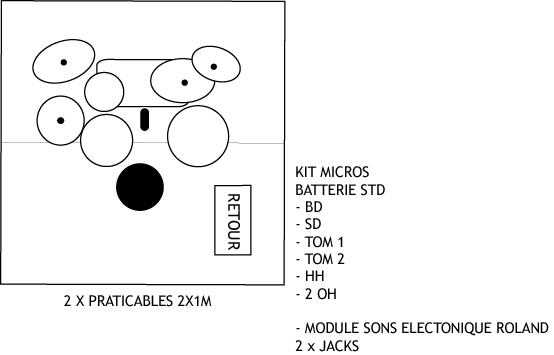 RETOUR
2 X PRATICABLES 2X1M
KIT MICROS
BATTERIE STD
- BD
- SD
- TOM 1
- TOM 2
- HH
- 2 OH
- MODULE SONS ELECTONIQUE ROLAND
2 x JACKS